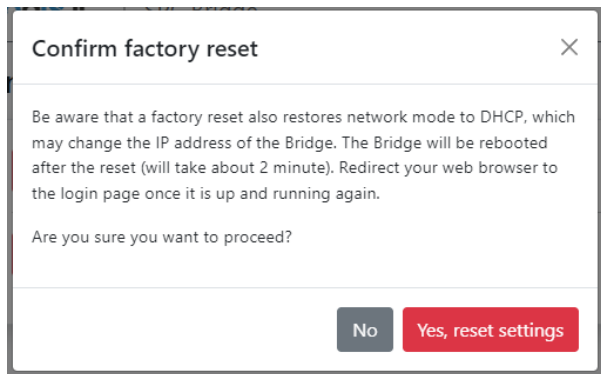 Confirm factory reset
Be aware that a factory reset also restores network mode to DHCP, which
may change the IP address of the Bridge. The Bridge will be rebooted
after the reset (will take about 2 minute). Redirect your web browser to
the login page once it is up and running again.
Are you sure you want to proceed?
No
Yes, reset settings